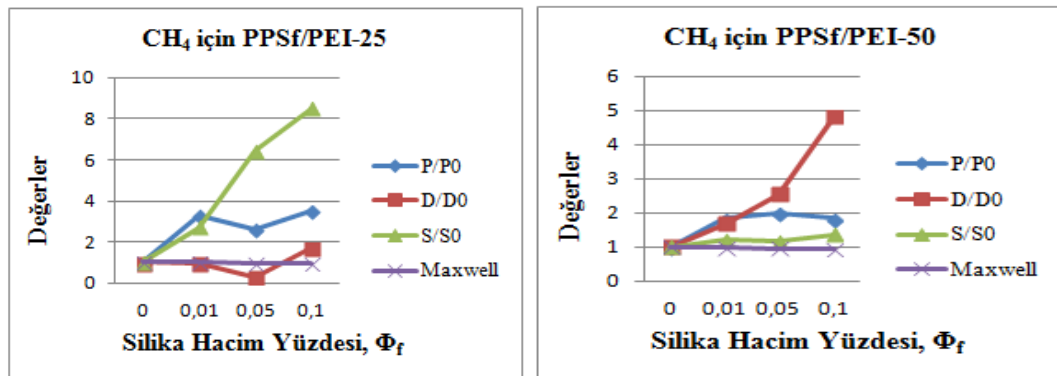 CH₄ için PPSf/PEI-25
Değerler
10
8
6
4
2
0
0 0,01 0,05 0,1
Silika Hacim Yüzdesi, Φf
P/P0
D/D0
S/S0
Maxwell
CH₄ için PPSf/PEI-50
Değerler
6
5
4
3
2
1
0
0 0,01 0,05 0,1
Silika Hacim Yüzdesi, Φf
P/P0
D/D0
S/S0
Maxwell